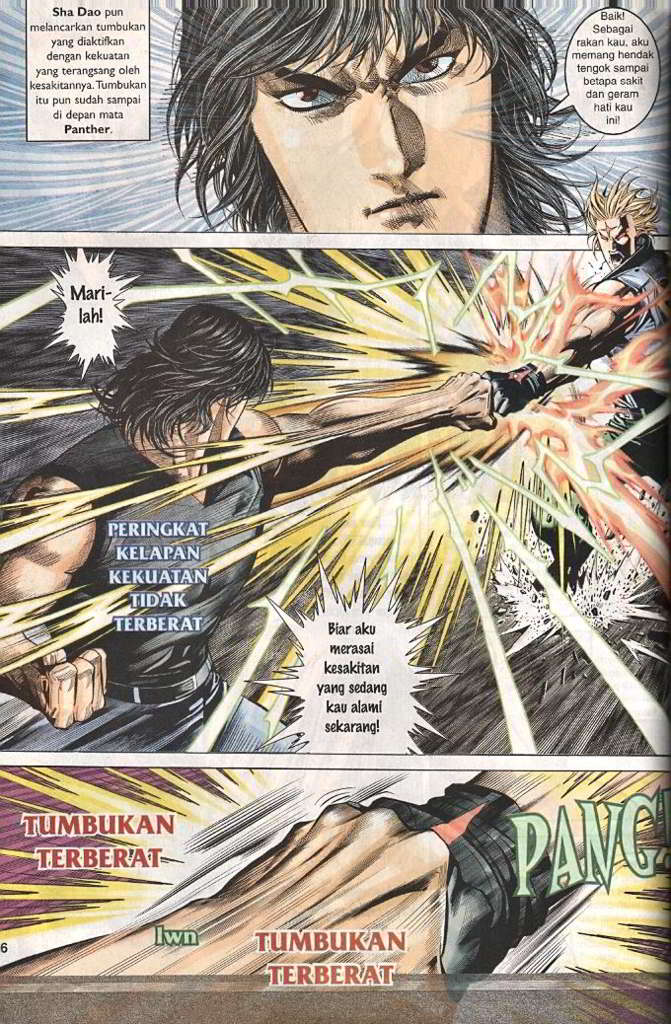 Sha Dao pun
melancarkan tumbukan
yang diaktifkan
dengan kekuatan
yang terangsang oleh
kesakitannya. Tumbukan
itu pun sudah sampai
di depan mata
Panther.
Baik!
Sebagai
rakan kau, aku
memang hendak
tengok sampai
betapa sakit
dan geram
hati kau
ini!
Mari-
lah!
PERINGKAT
KELAPAN
KEKUATAN
TIDAK
TERBERAT
Biar aku
merasai
kesakitan
yang sedang
kau alami
sekarang!
TUMBUKAN
TERBERAT
PANG
lwn
TUMBUKAN
TERBERAT
6